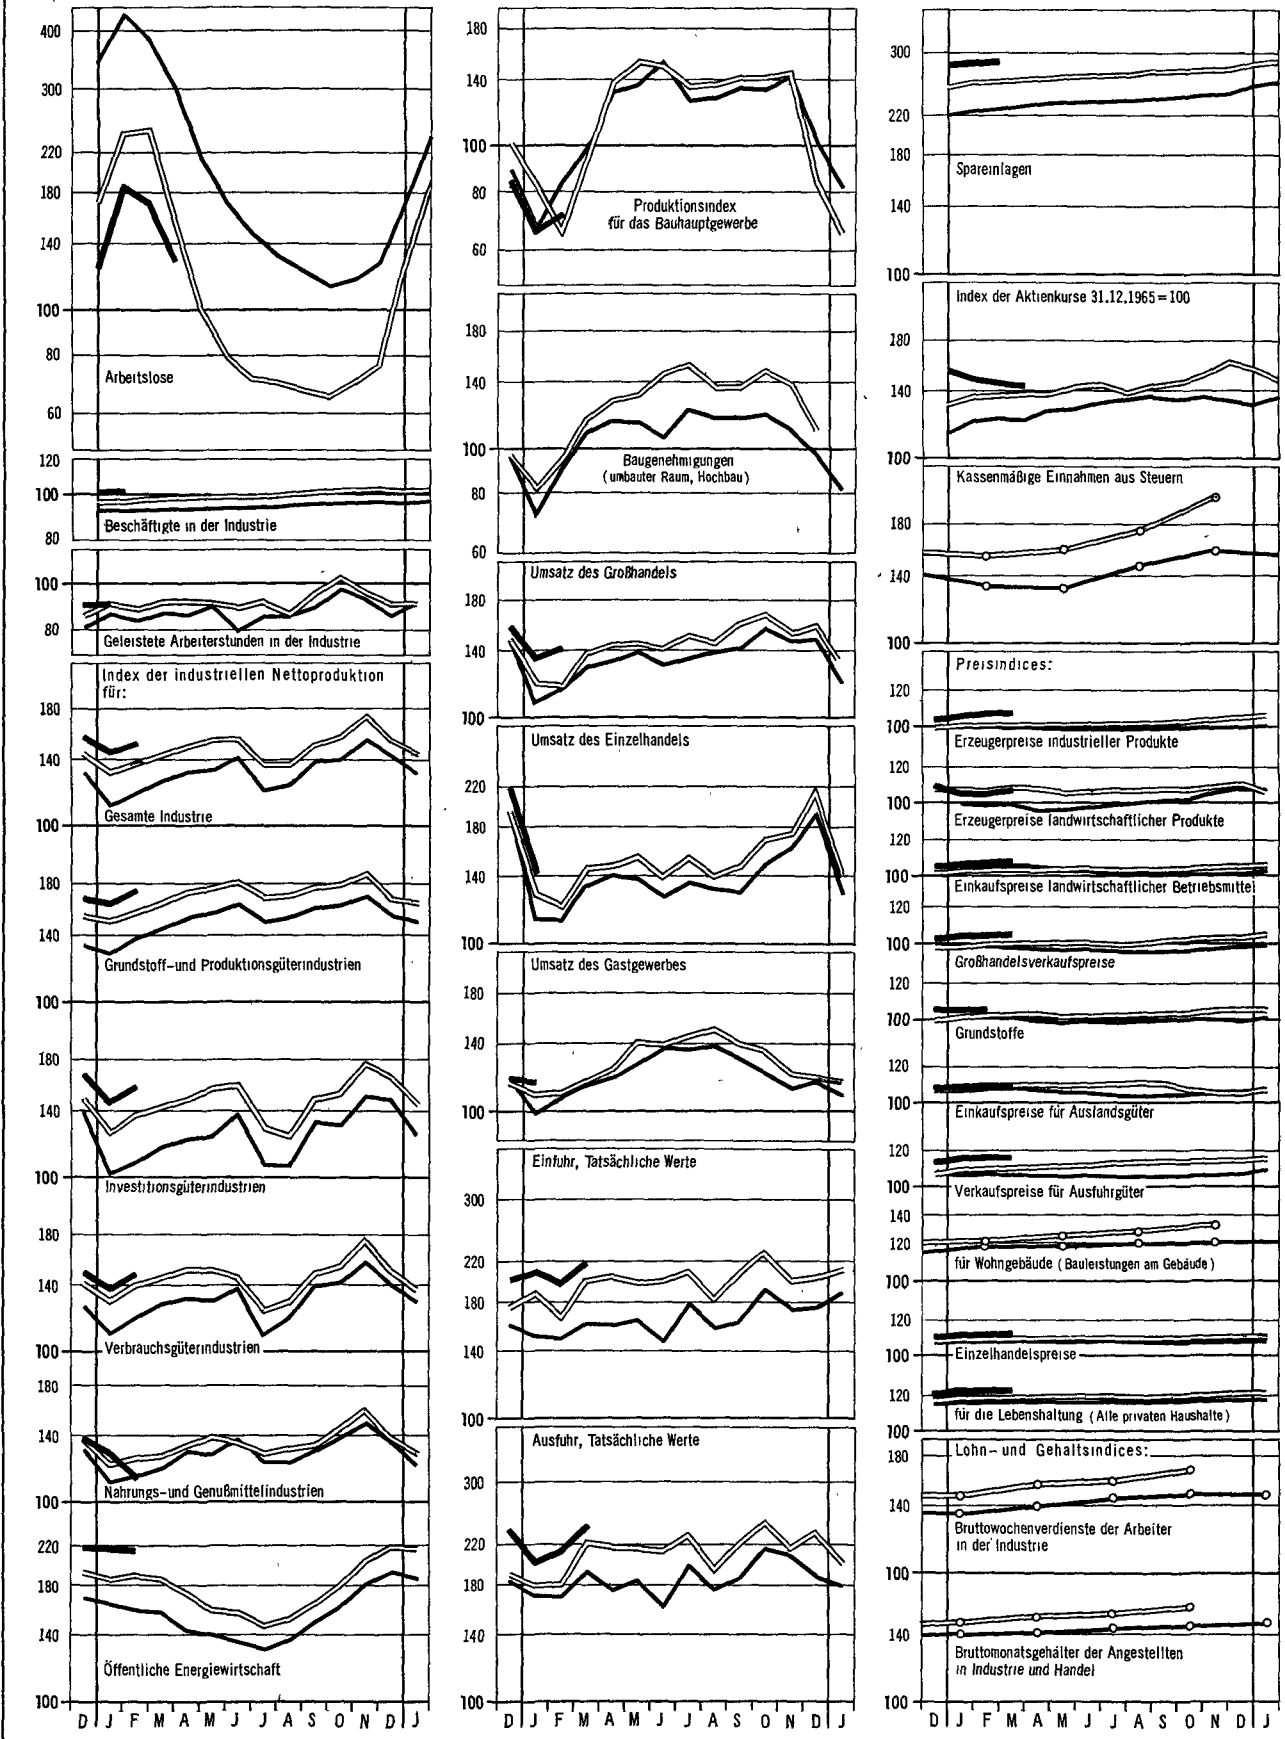 400
300
220
180
140
100
80
60
Arbeitslose
120
100
80
Beschäftigte in der Industrie
100
80
Geleistete Arbeiterstunden in der Industrie
Index der industriellen Nettoproduktion
für:
180
140
100
Gesamte Industrie
180
140
100
Grundstoff-und Produktionsgüterindustrien
180
140
100
Investitionsgüterindustrien
180
140
100
Verbrauchsgüterindustrien
180
140
100
Nahrungs-und Genußmittelindustrien
220
180
140
100
Öffentliche Energiewirtschaft
D J F M A M J J A S O N D J
180
140
100
80
60
Produktionsindex
für das Bauhauptgewerbe
180
140
100
80
60
Baugenehmigungen
(umbauter Raum, Hochbau)
Umsatz des Großhandels
180
140
100
Umsatz des Einzelhandels
220
180
140
100
Umsatz des Gastgewerbes
180
140
100
Einfuhr, Tatsächliche Werte
300
220
180
140
100
Ausfuhr, Tatsächliche Werte
300
220
180
140
100
D J F M A M J J A S O N D J
300
220
180
140
100
Spareinlagen
Index der Aktienkurse 31.12.1965=100
180
140
100
Kassenmäßige Einnahmen aus Steuern
180
140
100
Preisindices:
120
100
Erzeugerpreise industrieller Produkte
120
100
Erzeugerpreise landwirtschaftlicher Produkte
120
100
Einkaufpreise landwirtschaftlicher Betriebsmittel
120
100
Großhandelsverkaufspreise
120
100
Grundstoffe
120
100
Einkaufpreise für Auslandsgüter
120
100
Verkaufspreise für Ausfuhrgüter
140
120
100
für Wohngebäude (Bauleistungen am Gebäude)
120
100
Einzelhandelspreise
120
100
für die Lebenshaltung (Alle privaten Haushalte)
Lohn- und Gehaltsindices:
180
140
100
Bruttowochenverdienste der Arbeiter
in der Industrie
140
100
Bruttomonatsgehälter der Angestellten
in Industrie und Handel
D J F M A M J J A S O N D J